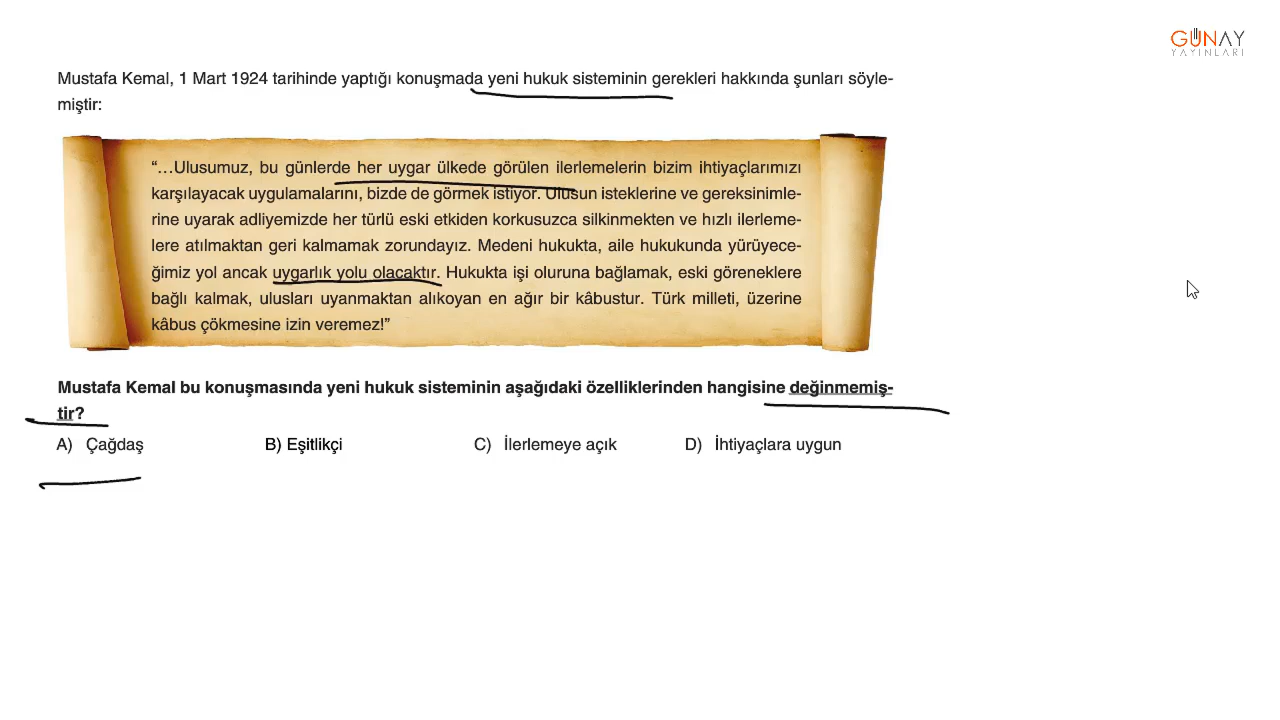 GÜNAY
YAYINLARI
Mustafa Kemal, 1 Mart 1924 tarihinde yaptığı konuşmada yeni hukuk sisteminin gerekleri hakkında şunları söyle-
miştir:
“…Ulusumuz, bu günlerde her uygar ülkede görülen ilerlemelerin bizim ihtiyaçlarımızı
karşılayacak uygulamalarını, bizde de görmek istiyor. Ulusun isteklerine ve gereksinimle-
rine uyarak adliyemizde her türlü eski etkiden korkusuzca silkinmekten ve hızlı ilerleme-
lere atılmaktan geri kalmamak zorundayız. Medeni hukukta, aile hukukunda yürüyece-
ğimiz yol ancak uygarlık yolu olacaktır. Hukukta işi oluruna bağlamak, eski göreneklere
bağlı kalmak, ulusları uyanmaktan alıkoyan en ağır bir kâbustur. Türk milleti, üzerine
kâbus çökmesine izin veremez!”
Mustafa Kemal bu konuşmasında yeni hukuk sisteminin aşağıdaki özelliklerinden hangisine değinmemiş-
tir?
A) Çağdaş B) Eşitlikçi C) İlerlemeye açık D) İhtiyaçlara uygun